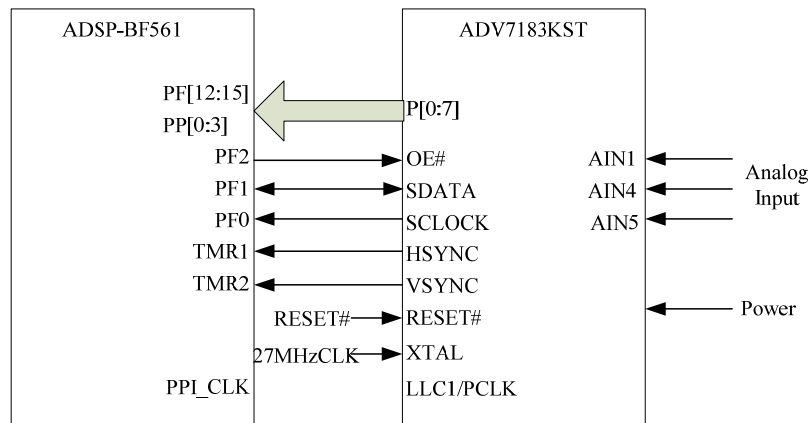 ADSP-BF561
ADV7183KST
PF[12:15]
PP[0:3]
P[0:7]
PF2
OE#
AIN1
PF1
SDATA
AIN4
Analog
Input
PF0
SCLOCK
AIN5
TMR1
HSYNC
TMR2
VSYNC
RESET#
RESET#
Power
27MHzCLK
XTAL
PPI_CLK
LLC1/PCLK